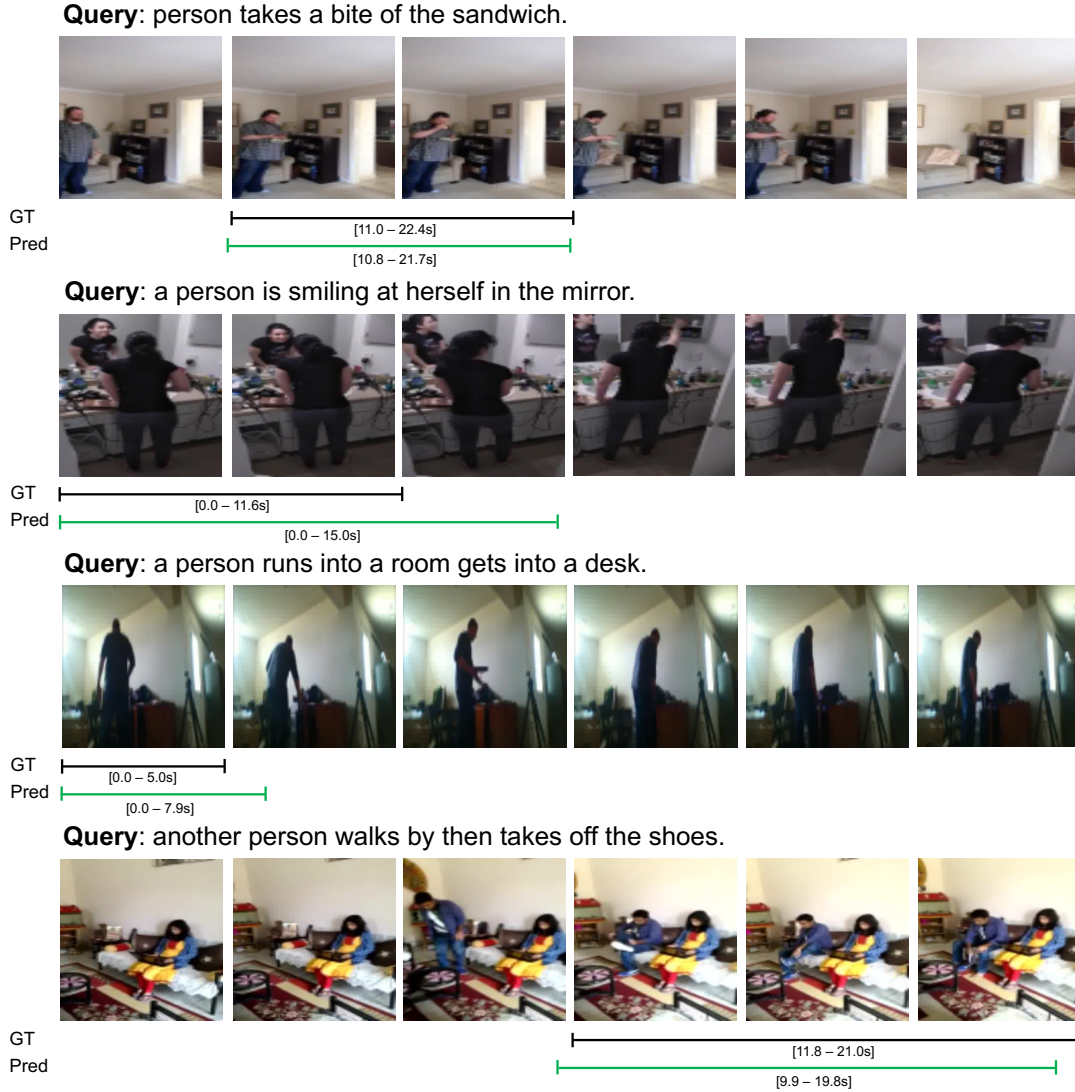 Query: person takes a bite of the sandwich.
GT
[11.0 – 22.4s]
Pred
[10.8 – 21.7s]
Query: a person is smiling at herself in the mirror.
GT
[0.0 – 11.6s]
Pred
[0.0 – 15.0s]
Query: a person runs into a room gets into a desk.
GT
[0.0 – 5.0s]
Pred
[0.0 – 7.9s]
Query: another person walks by then takes off the shoes.
GT
[11.8 – 21.0s]
Pred
[9.9 – 19.8s]